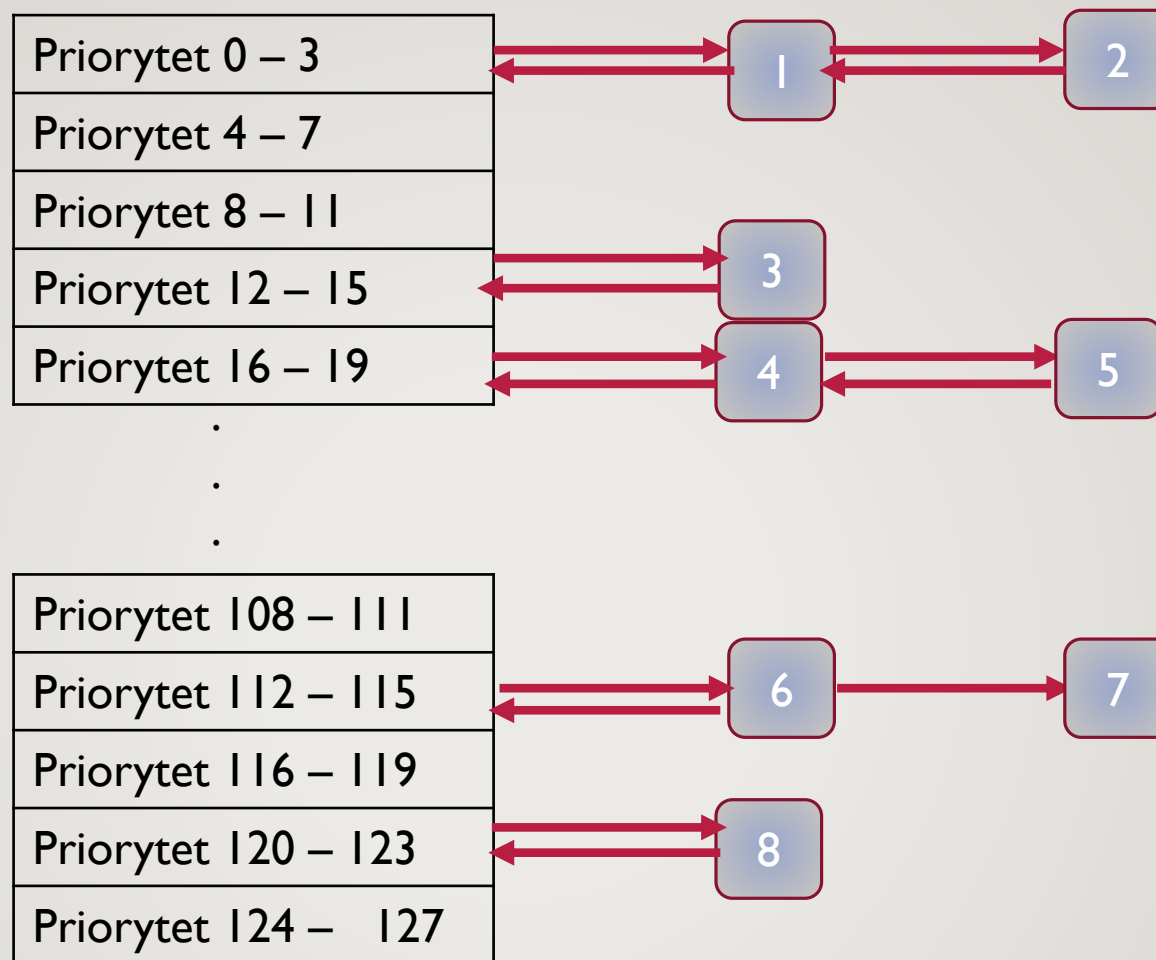 Priorytet 0 – 3
1
2
Priorytet 4 – 7
Priorytet 8 – 11
Priorytet 12 – 15
3
Priorytet 16 – 19
4
5
.
.
.
Priorytet 108 – 111
Priorytet 112 – 115
6
7
Priorytet 116 – 119
Priorytet 120 – 123
8
Priorytet 124 – 127